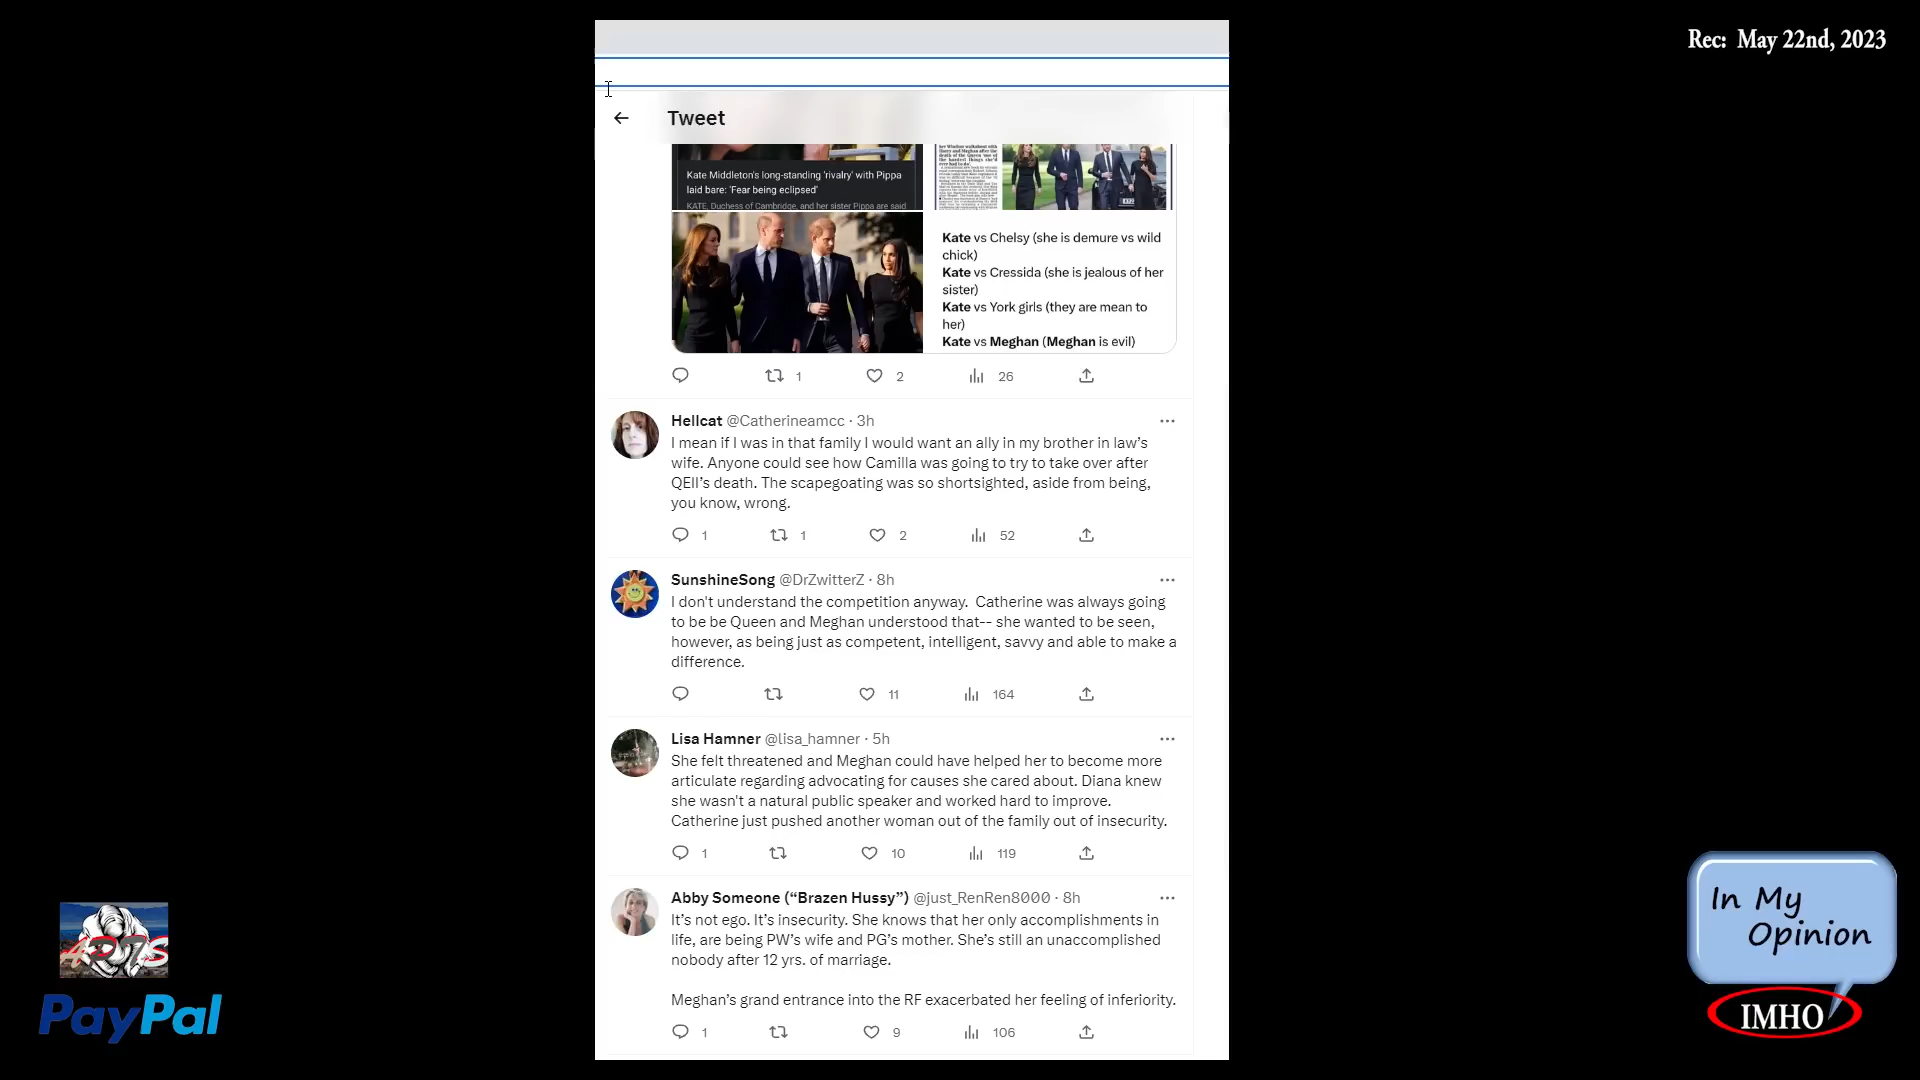 Rec: May 22nd, 2023
Tweet
Kate Middleton's long-standing 'rivalry' with Pippa
laid bare: 'Fear being eclipsed'
KATE, Duchess of Cambridge, and her sister Pippa are said
Kate vs Chelsy (she is demure vs wild
chick)
Kate vs Cressida (she is jealous of her
sister)
Kate vs York girls (they are mean to
her)
Kate vs Meghan (Meghan is evil)
1
2
26
Hellcat @Catherineamcc · 3h
I mean if I was in that family I would want an ally in my brother in law's
wife. Anyone could see how Camilla was going to try to take over after
QEII's death. The scapegoating was so shortsighted, aside from being,
you know, wrong.
1
1
2
52
SunshineSong @DrZwitterZ · 8h
I don't understand the competition anyway. Catherine was always going
to be be Queen and Meghan understood that-- she wanted to be seen,
however, as being just as competent, intelligent, savvy and able to make a
difference.
11
164
Lisa Hamner @lisa_hamner · 5h
She felt threatened and Meghan could have helped her to become more
articulate regarding advocating for causes she cared about. Diana knew
she wasn't a natural public speaker and worked hard to improve.
Catherine just pushed another woman out of the family out of insecurity.
1
10
119
Abby Someone (“Brazen Hussy”) @just_RenRen8000 · 8h
It's not ego. It's insecurity. She knows that her only accomplishments in
life, are being PW's wife and PG's mother. She's still an unaccomplished
nobody after 12 yrs. of marriage.
Meghan's grand entrance into the RF exacerbated her feeling of inferiority.
1
9
106
PayPal
In My
Opinion
IMHO